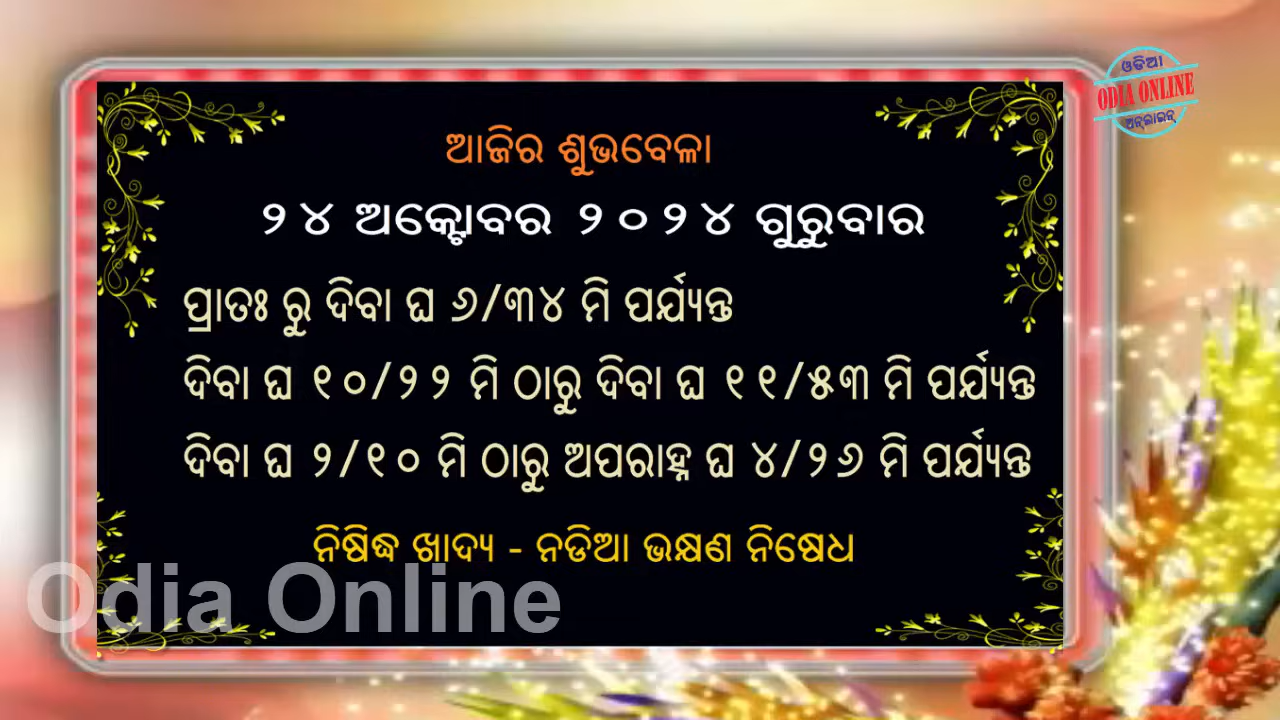 ଓଡିଆ
ODIA ONLINE
ଅନ୍‌ଲାଇନ୍
ଆଜିର ଶୁଭବେଳା
୨୪ ଅକ୍ଟୋବର ୨୦୨୪ ଗୁରୁବାର
ପ୍ରାତଃ ରୁ ଦିବା ଘ ୬/୩୪ ମି ପର୍ଯ୍ୟନ୍ତ
ଦିବା ଘ ୧୦/୨୨ ମି ଠାରୁ ଦିବା ଘ ୧୧/୫୩ ମି ପର୍ଯ୍ୟନ୍ତ
ଦିବା ଘ ୨/୧୦ ମି ଠାରୁ ଅପରାହ୍ନ ଘ ୪/୨୬ ମି ପର୍ଯ୍ୟନ୍ତ
ନିଷିଦ୍ଧ ଖାଦ୍ୟ - ନଡିଆ ଭକ୍ଷଣ ନିଷେଧ
Odia Online